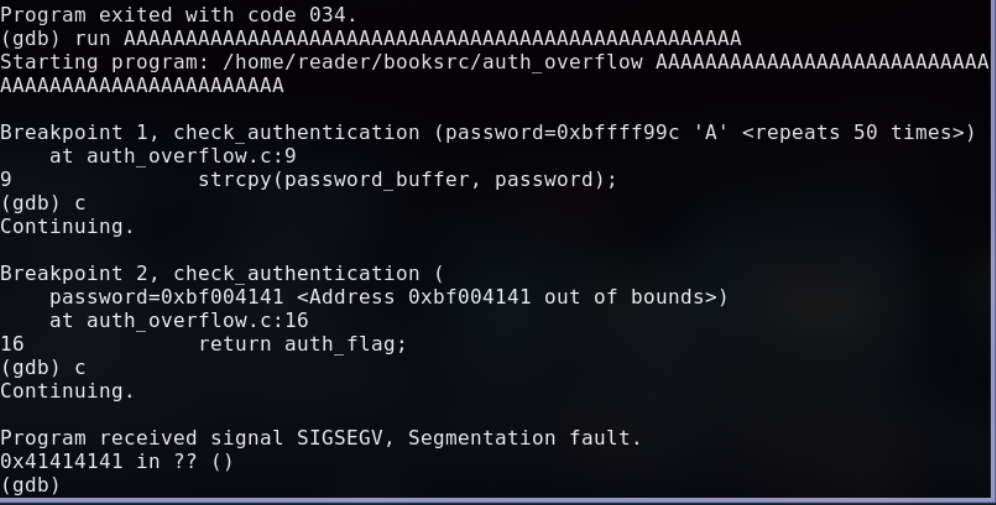 Program exited with code 034.
(gdb) run AAAAAAAAAAAAAAAAAAAAAAAAAAAAAAAAAAAAAAAAAAAAAAAAAA
Starting program: /home/reader/booksrc/auth_overflow AAAAAAAAAAAAAAAAAAAAAAAAAAA
AAAAAAAAAAAAAAAAAAAAAAA
Breakpoint 1, check_authentication (password=0xbffff99c 'A' <repeats 50 times>)
    at auth_overflow.c:9
9               strcpy(password_buffer, password);
(gdb) c
Continuing.
Breakpoint 2, check_authentication (
    password=0xbf004141 <Address 0xbf004141 out of bounds>)
    at auth_overflow.c:16
16              return auth_flag;
(gdb) c
Continuing.
Program received signal SIGSEGV, Segmentation fault.
0x41414141 in ?? ()
(gdb)